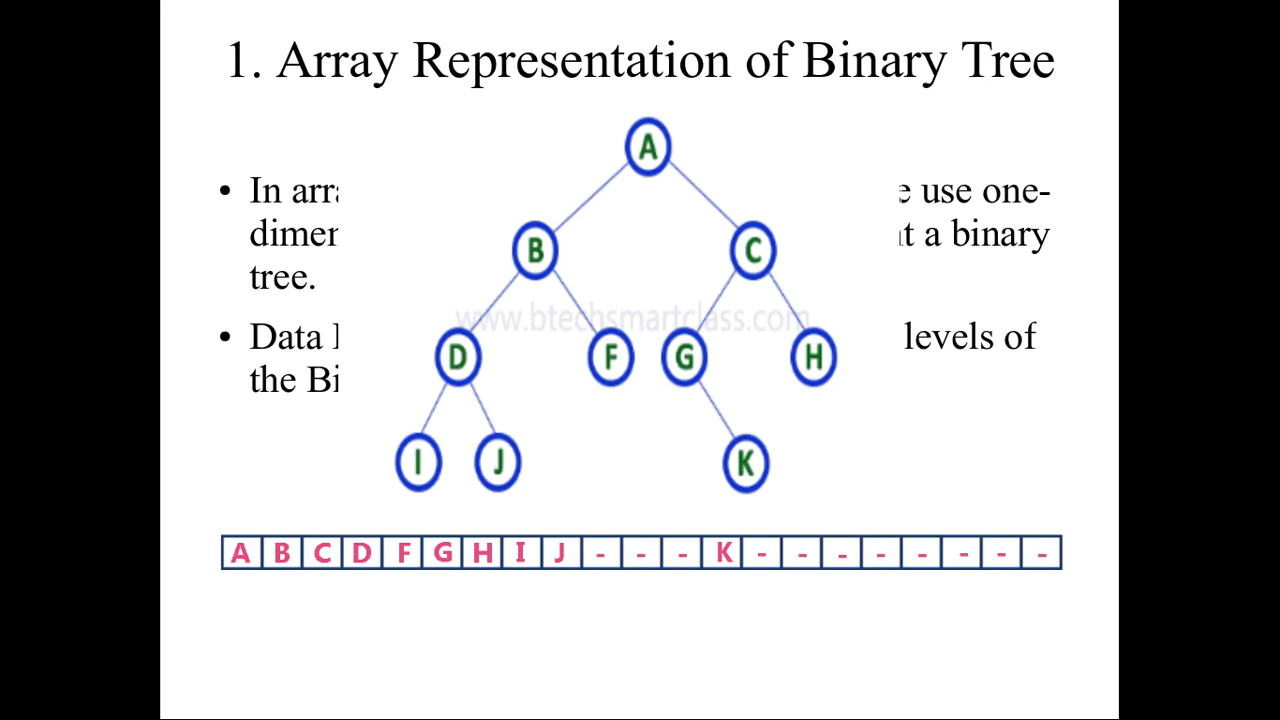 1. Array Representation of Binary Tree
A
• In arr use one-
B C
dimen t a binary
tree.
www.btechsmartclass.com
• Data levels of
D F G H
the Bi
I J K
A B C D F G H I J - - - K - - - - - - - -